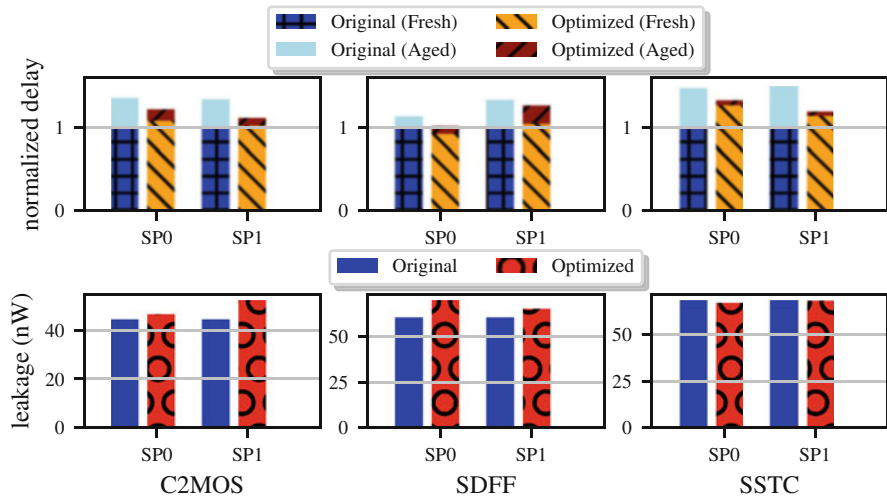 Original (Fresh) Optimized (Fresh)
Original (Aged) Optimized (Aged)
normalized delay
1
0
SP0 SP1
1
0
SP0 SP1
1
0
SP0 SP1
Original Optimized
leakage (nW)
40
20
0
SP0 SP1
C2MOS
50
25
0
SP0 SP1
SDFF
50
25
0
SP0 SP1
SSTC